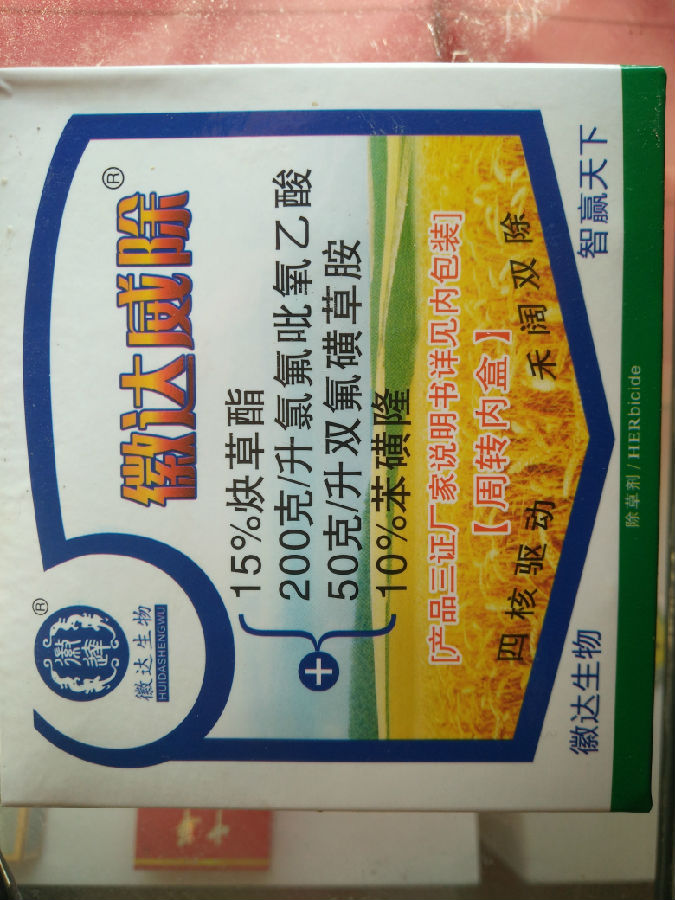 徽辉
®
徽达生物
HUIDASHENGWU
徽达威除®
15%炔草酯
200克/升氯氟吡氧乙酸
50克/升双氟磺草胺
10%苯磺隆
+
[产品三证厂家说明书详见内包装]
【周转内盒】
四核驱动 禾阔双除
徽达生物 智赢天下
除草剂/HERbicide